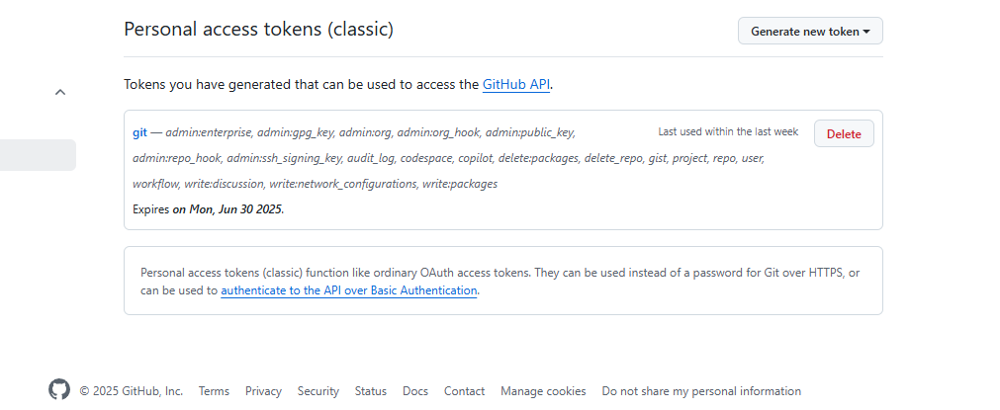 Personal access tokens (classic)
Generate new token
Tokens you have generated that can be used to access the GitHub API.
git — admin:enterprise, admin:gpg_key, admin:org, admin:org_hook, admin:public_key,
Last used within the last week
Delete
admin:repo_hook, admin:ssh_signing_key, audit_log, codespace, copilot, delete:packages, delete_repo, gist, project, repo, user,
workflow, write:discussion, write:network_configurations, write:packages
Expires on Mon, Jun 30 2025.
Personal access tokens (classic) function like ordinary OAuth access tokens. They can be used instead of a password for Git over HTTPS, or
can be used to authenticate to the API over Basic Authentication.
© 2025 GitHub, Inc. Terms Privacy Security Status Docs Contact Manage cookies Do not share my personal information